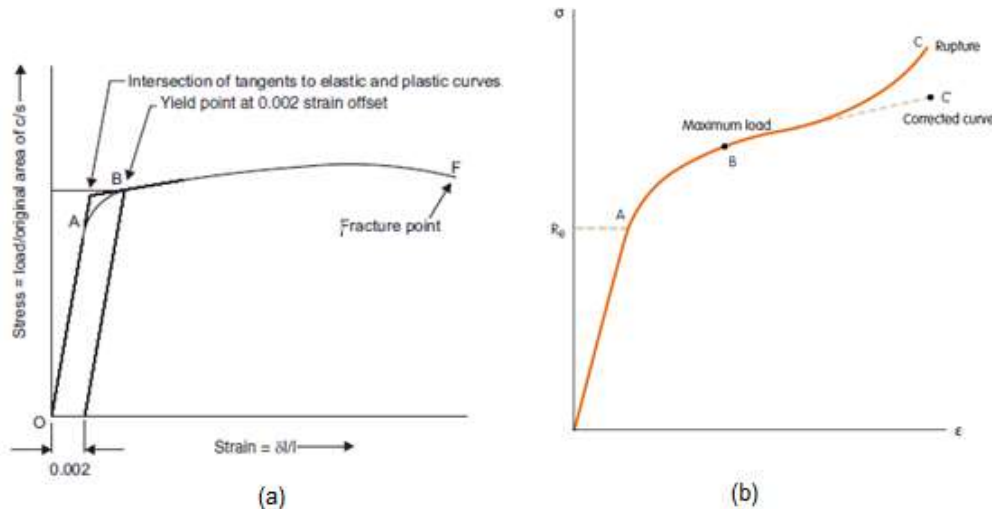 Intersection of tangents to elastic and plastic curves
Yield point at 0.002 strain offset
B
A
F
Fracture point
Stress = load/original area of c/s
O
Strain = δl/l
0.002
(a)
σ
C
Rupture
C'
Corrected curve
Maximum load
B
A
Re
ε
(b)